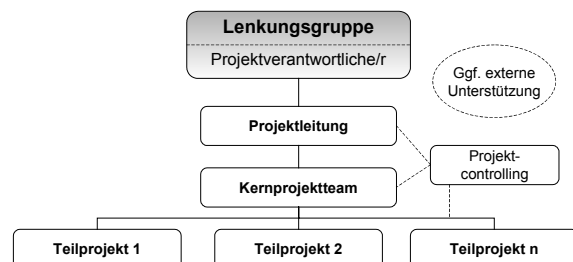 Lenkungsgruppe
Projektverantwortliche/r
Ggf. externe
Unterstützung
Projektleitung
Projekt-
controlling
Kernprojektteam
Teilprojekt 1
Teilprojekt 2
Teilprojekt n